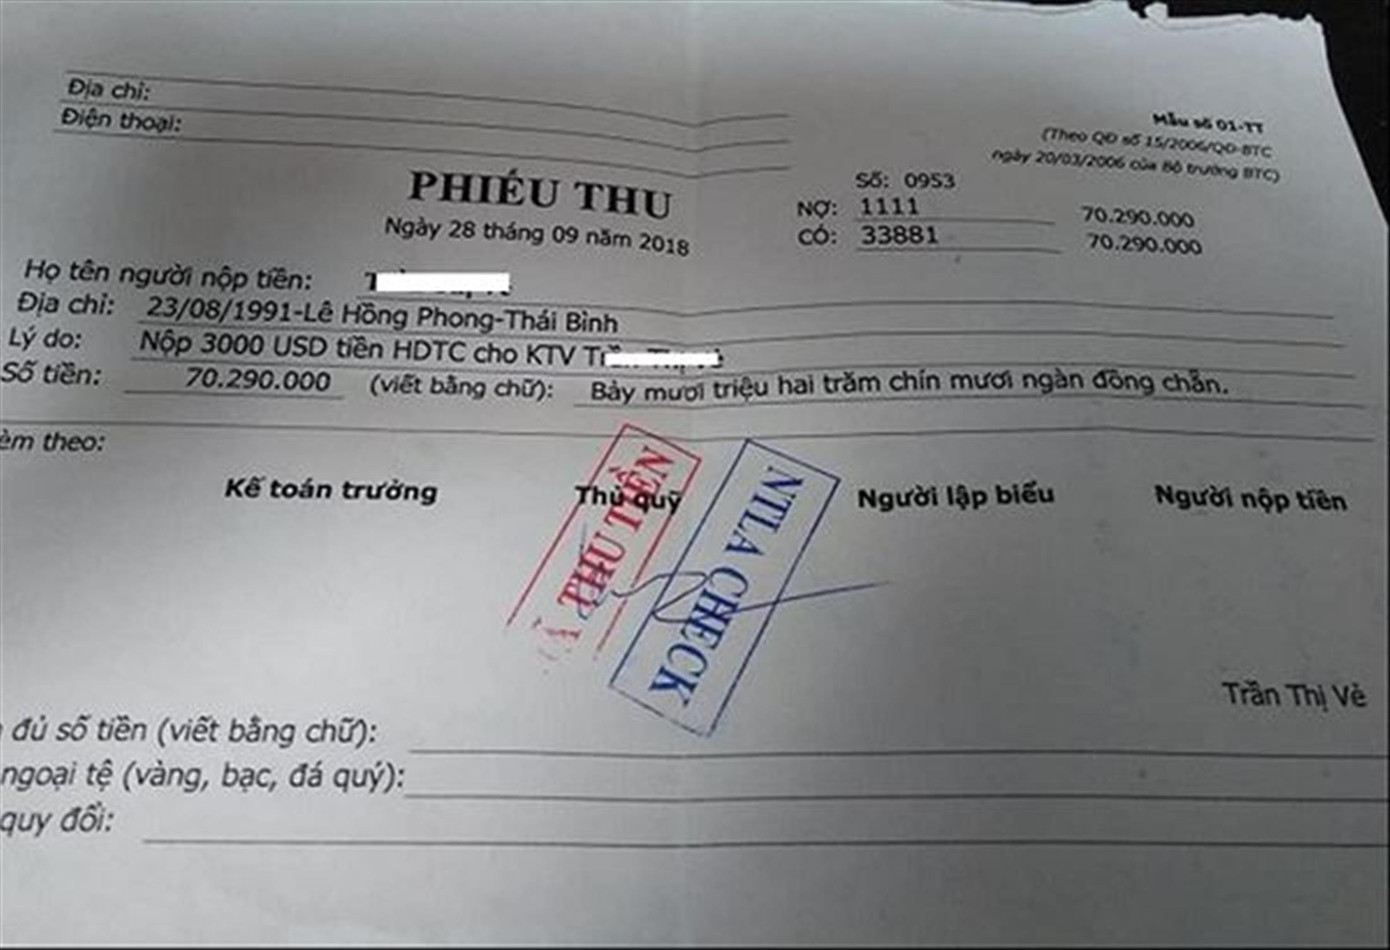 Địa chỉ:
Điện thoại:
Mẫu số 01-TT
(Theo QĐ số 15/2006/QĐ-BTC
ngày 20/03/2006 của Bộ trưởng BTC)
PHIẾU THU
Ngày 28 tháng 09 năm 2018
Số: 0953
NỢ: 1111 70.290.000
CÓ: 33881 70.290.000
Họ tên người nộp tiền:
Địa chỉ: 23/08/1991-Lê Hồng Phong-Thái Bình
Lý do: Nộp 3000 USD tiền HDTC cho KTV
Số tiền: 70.290.000 (viết bằng chữ): Bảy mươi triệu hai trăm chín mươi ngàn đồng chẵn.
èm theo:
Kế toán trưởng Thủ quỹ Người lập biểu Người nộp tiền
THU TIỀN
NTLA CHECK
Trần Thị Vẻ
đủ số tiền (viết bằng chữ):
ngoại tệ (vàng, bạc, đá quý):
quy đổi: